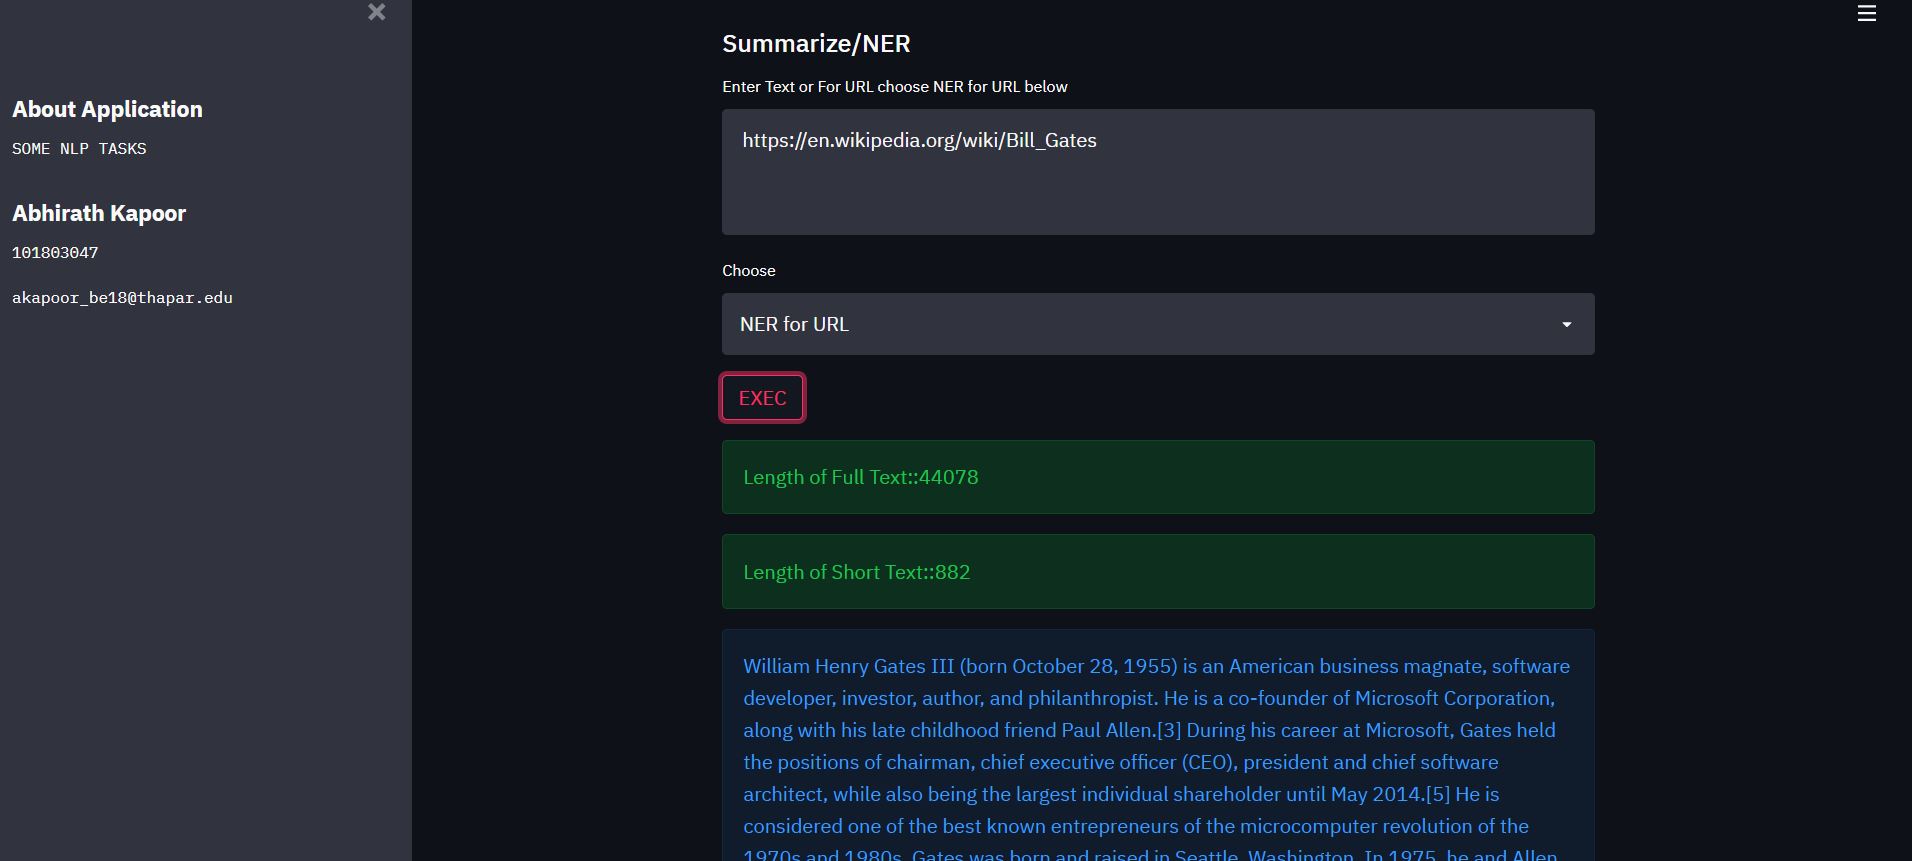 About Application
SOME NLP TASKS
Abhirath Kapoor
101803047
akapoor_be18@thapar.edu
Summarize/NER
Enter Text or For URL choose NER for URL below
https://en.wikipedia.org/wiki/Bill_Gates
Choose
NER for URL
EXEC
Length of Full Text::44078
Length of Short Text::882
William Henry Gates III (born October 28, 1955) is an American business magnate, software
developer, investor, author, and philanthropist. He is a co-founder of Microsoft Corporation,
along with his late childhood friend Paul Allen.[3] During his career at Microsoft, Gates held
the positions of chairman, chief executive officer (CEO), president and chief software
architect, while also being the largest individual shareholder until May 2014.[5] He is
considered one of the best known entrepreneurs of the microcomputer revolution of the
1970s and 1980s. Gates was born and raised in Seattle, Washington. In 1975, he and Allen